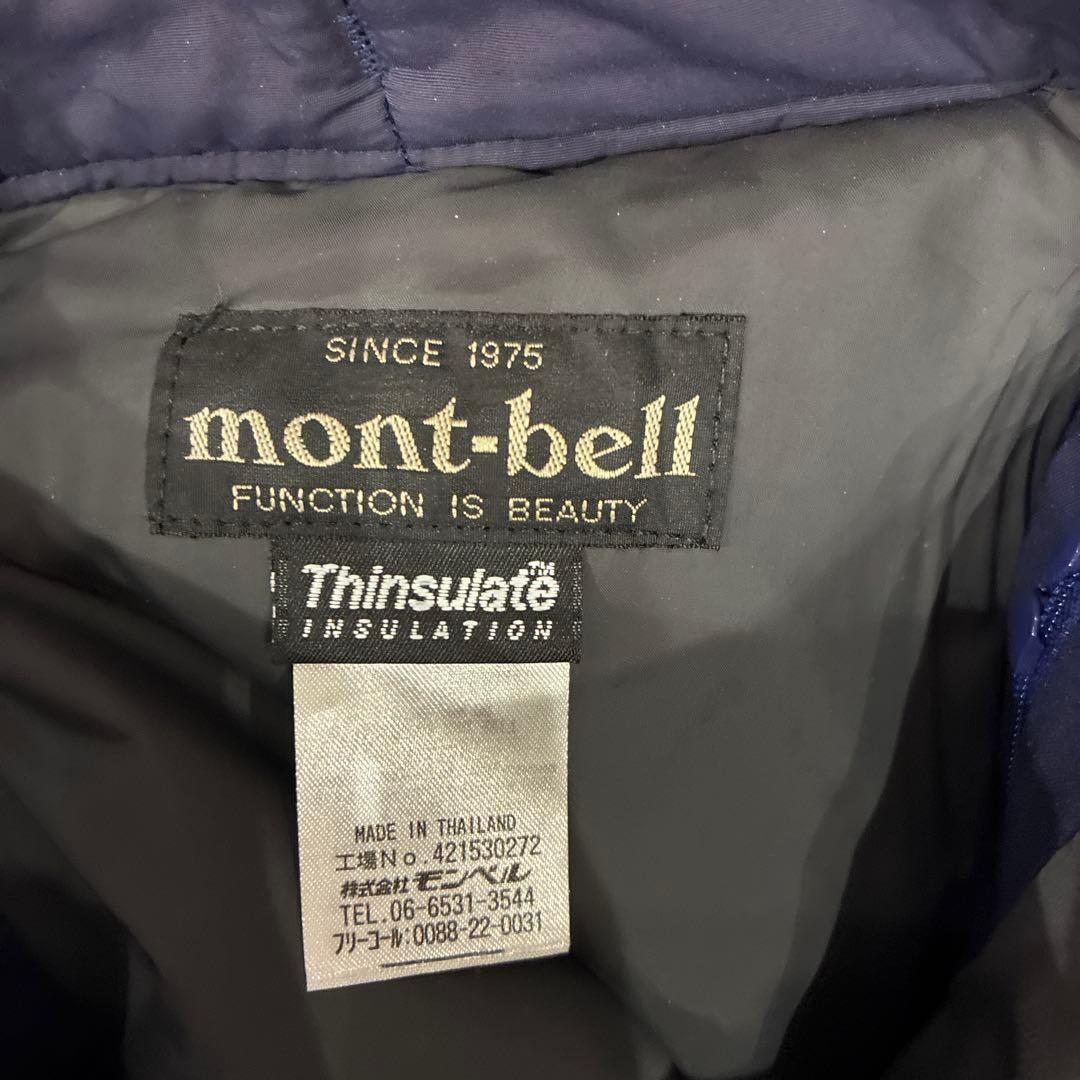 SINCE 1975
mont-bell
FUNCTION IS BEAUTY
Thinsulate™
INSULATION
MADE IN THAILAND
工場No.421530272
株式会社モンベル
TEL.06-6531-3544
フリーコール:0088-22-0031